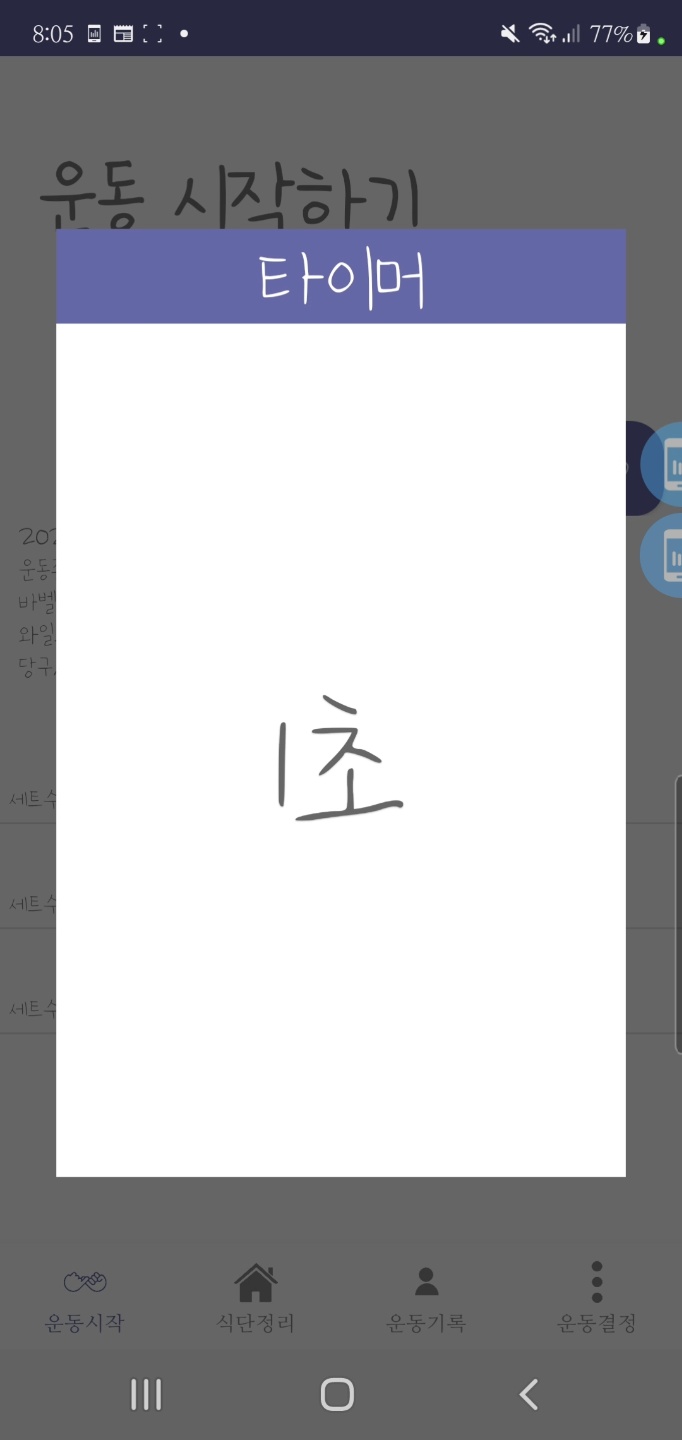 8:05 77%
운동 시작하기
타이머
202
운동
바벨
와일
당구
1초
세트 수
세트 수
세트 수
운동시작 식단정리 운동기록 운동결정